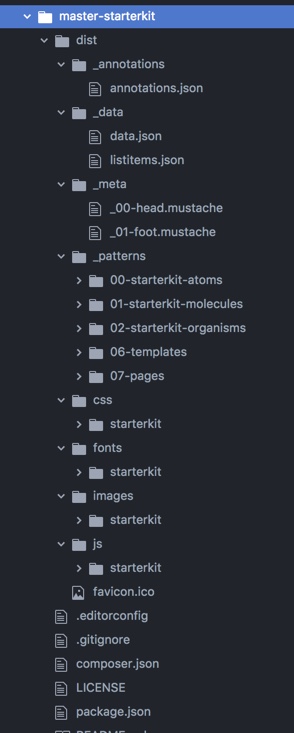 master-starterkit
dist
_annotations
annotations.json
_data
data.json
listitems.json
_meta
_00-head.mustache
_01-foot.mustache
_patterns
00-starterkit-atoms
01-starterkit-molecules
02-starterkit-organisms
06-templates
07-pages
css
starterkit
fonts
starterkit
images
starterkit
js
starterkit
favicon.ico
.editorconfig
.gitignore
composer.json
LICENSE
package.json